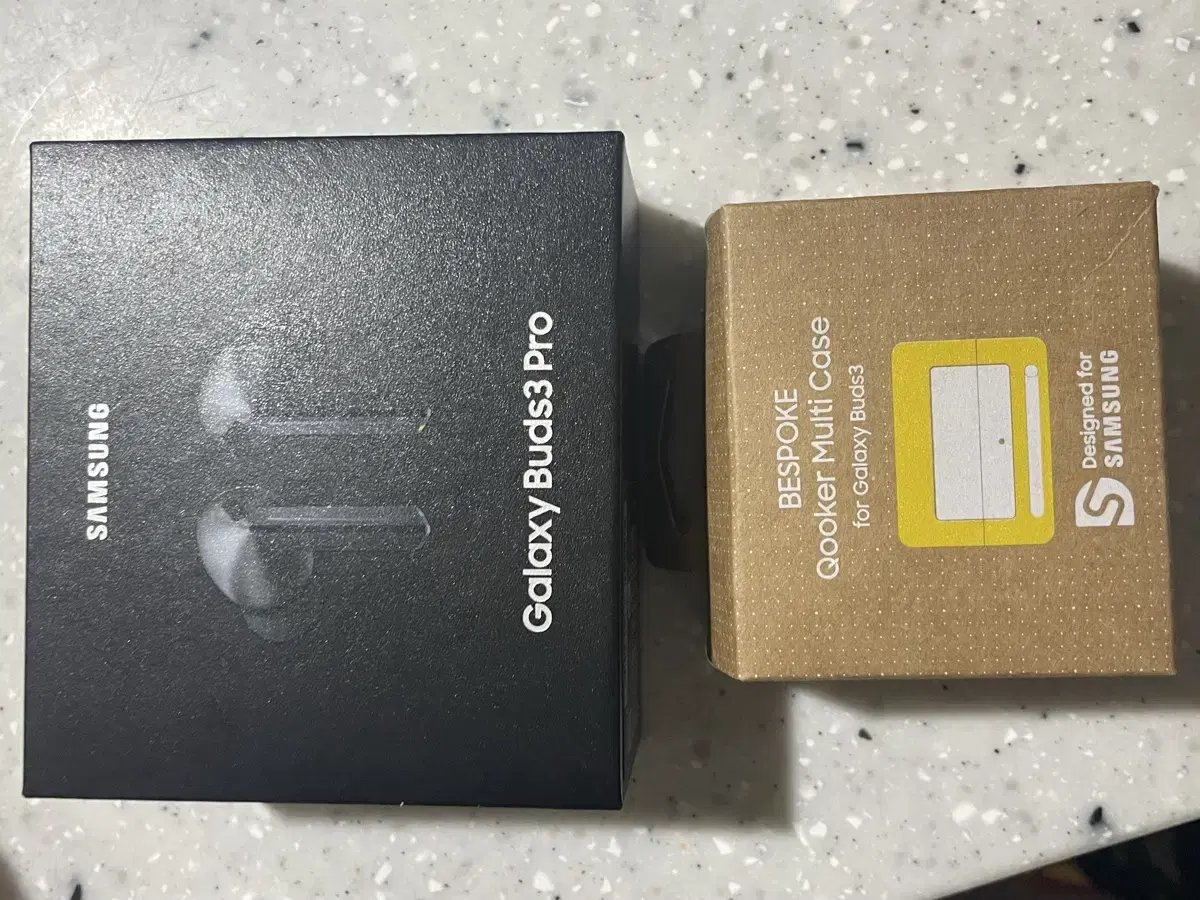 SAMSUNG
Galaxy Buds3 Pro
BESPOKE
Qooker Multi Case
for Galaxy Buds3
Designed for
SAMSUNG